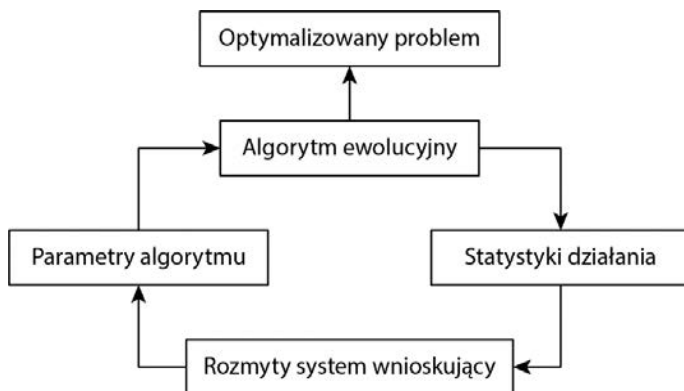 Optymalizowany problem
Algorytm ewolucyjny
Parametry algorytmu
Statystyki działania
Rozmyty system wnioskujący